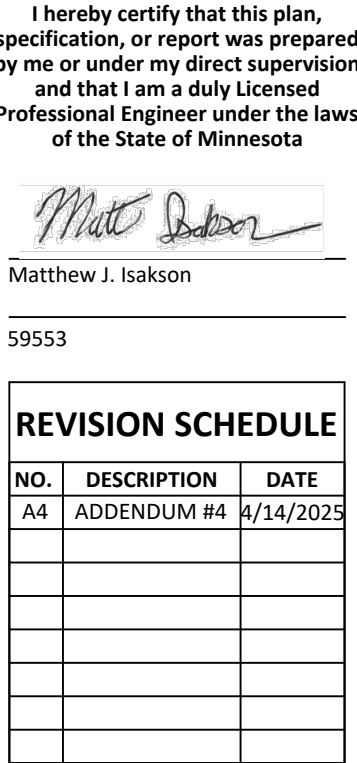 I hereby certify that this plan,
specification, or report was prepared
by me or under my direct supervision
and that I am a duly Licensed
Professional Engineer under the laws
of the State of Minnesota
Matt Isakson
Matthew J. Isakson
59553
REVISION SCHEDULE
NO. DESCRIPTION DATE
A4 ADDENDUM #4 4/14/2025